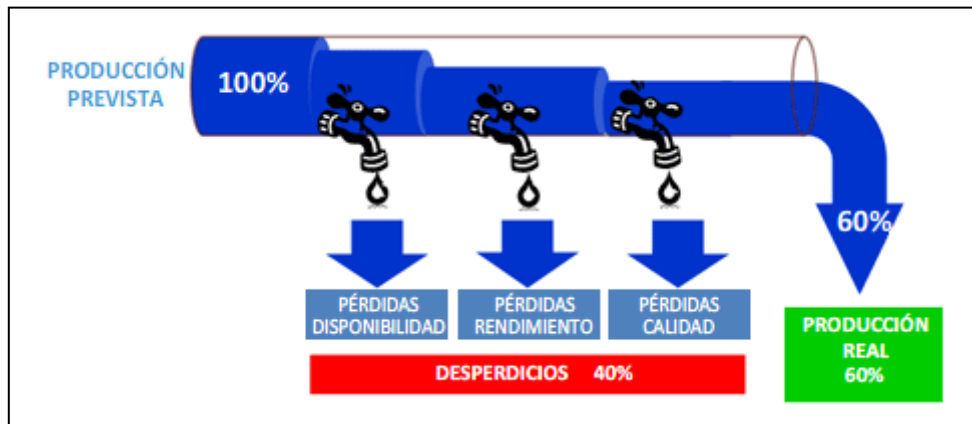 PRODUCCIÓN
PREVISTA
100%
60%
PÉRDIDAS
DISPONIBILIDAD
PÉRDIDAS
RENDIMIENTO
PÉRDIDAS
CALIDAD
DESPERDICIOS 40%
PRODUCCIÓN
REAL
60%